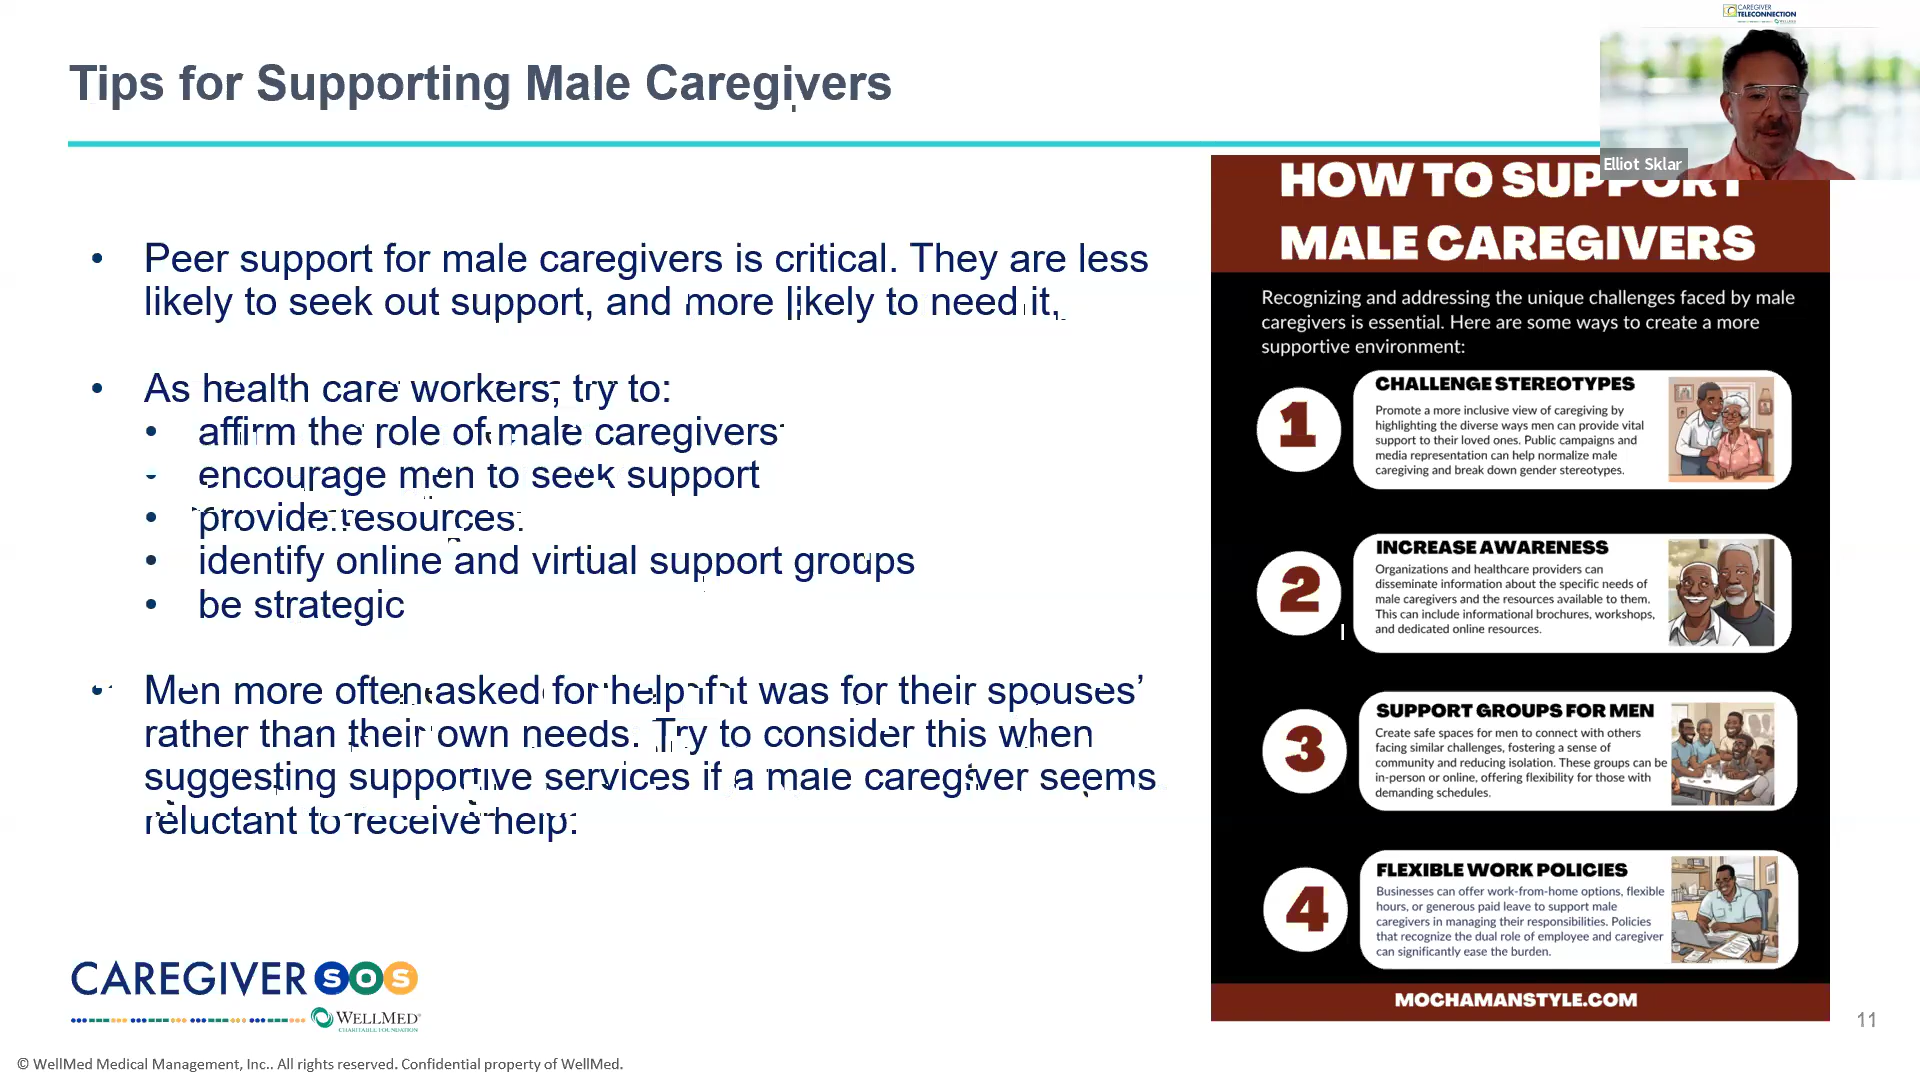 CAREGIVER
TELECONNECTION
Tips for Supporting Male Caregivers
Elliot Sklar
• Peer support for male caregivers is critical. They are less
likely to seek out support, and more likely to need it.
• As health care workers, try to:
• affirm the role of male caregivers
• encourage men to seek support
• provide resources
• identify online and virtual support groups
• be strategic
• Men more often asked for help if it was for their spouses’
rather than their own needs. Try to consider this when
suggesting supportive services if a male caregiver seems
reluctant to receive help.
HOW TO SUPPORT
MALE CAREGIVERS
Recognizing and addressing the unique challenges faced by male
caregivers is essential. Here are some ways to create a more
supportive environment:
1
CHALLENGE STEREOTYPES
Promote a more inclusive view of caregiving by
highlighting the diverse ways men can provide vital
support to their loved ones. Public campaigns and
media representation can help normalize male
caregiving and break down gender stereotypes.
2
INCREASE AWARENESS
Organizations and healthcare providers can
disseminate information about the specific needs of
male caregivers and the resources available to them.
This can include informational brochures, workshops,
and dedicated online resources.
3
SUPPORT GROUPS FOR MEN
Create safe spaces for men to connect with others
facing similar challenges, fostering a sense of
community and reducing isolation. These groups can be
in-person or online, offering flexibility for those with
demanding schedules.
4
FLEXIBLE WORK POLICIES
Businesses can offer work-from-home options, flexible
hours, or generous paid leave to support male
caregivers in managing their responsibilities. Policies
that recognize the dual role of employee and caregiver
can significantly ease the burden.
MOCHAMANSTYLE.COM
CAREGIVER SOS
WELLMED
CHARITABLE FOUNDATION
11
© WellMed Medical Management, Inc.. All rights reserved. Confidential property of WellMed.